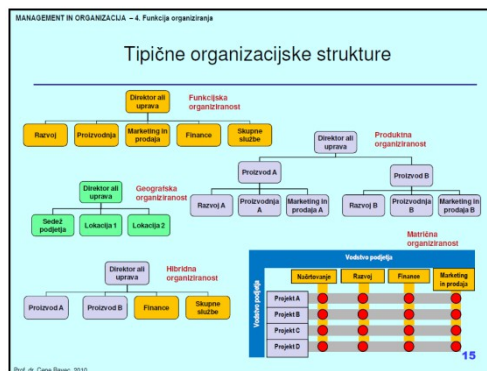 MANAGEMENT IN ORGANIZACIJA – 4. Funkcija organiziranja
Tipične organizacijske strukture
Direktor ali
uprava
Funkcijska
organiziranost
Razvoj
Proizvodnja
Marketing in
prodaja
Finance
Skupne
službe
Direktor ali
uprava
Produktna
organiziranost
Proizvod A
Proizvod B
Razvoj A
Proizvodnja
A
Marketing in
prodaja A
Razvoj B
Proizvodnja
B
Marketing in
prodaja B
Direktor ali
uprava
Geografska
organiziranost
Sedež
podjetja
Lokacija 1
Lokacija 2
Matrična
organiziranost
Vodstvo podjetja
Vodstvo podjetja
Načrtovanje
Razvoj
Finance
Marketing
in prodaja
Projekt A
Projekt B
Projekt C
Projekt D
Direktor ali
uprava
Hibridna
organiziranost
Proizvod A
Proizvod B
Finance
Skupne
službe
15
Prof. dr. Cene Bavec, 2010